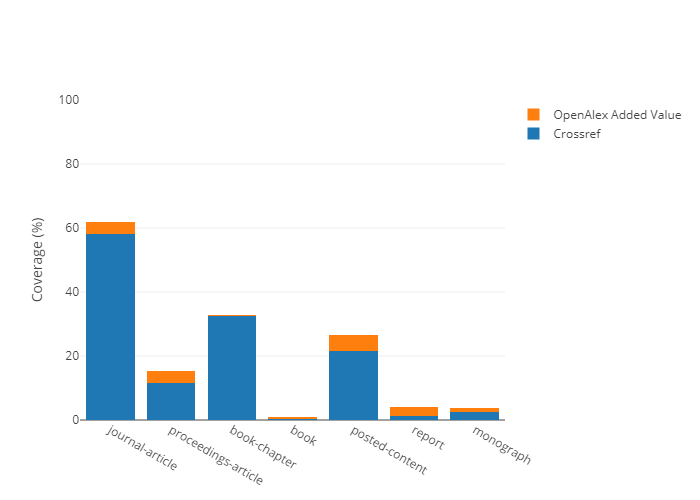 100
80
60
40
20
0
Coverage (%)
journal-article
proceedings-article
book-chapter
book
posted-content
report
monograph
OpenAlex Added Value
Crossref